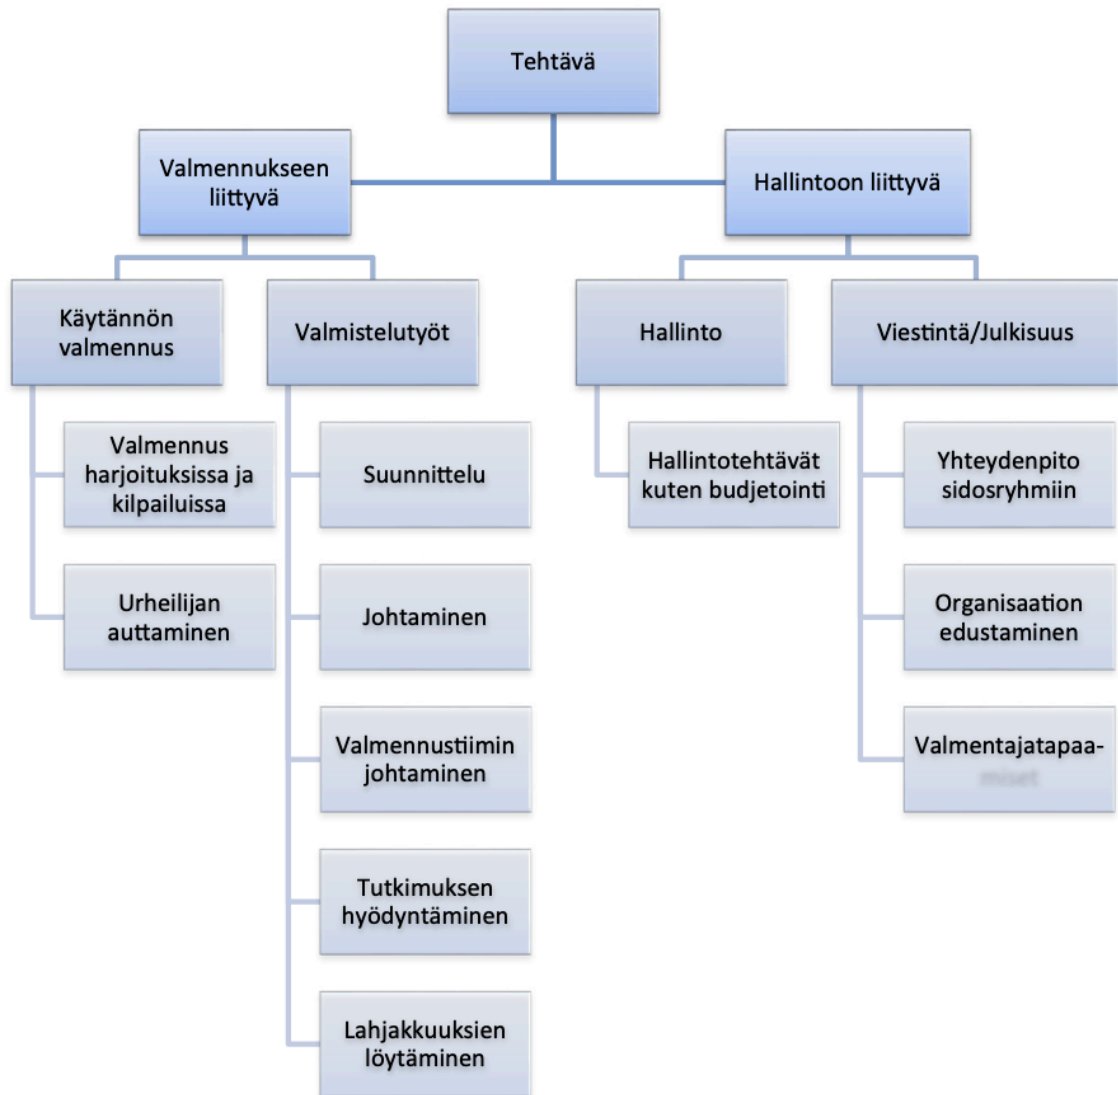 Tehtävä
Valmennukseen
liittyvä
Hallintoon liittyvä
Käytännön
valmennus
Valmistelutyöt
Hallinto
Viestintä/Julkisuus
Valmennus
harjoituksissa ja
kilpailuissa
Urheilijan
auttaminen
Suunnittelu
Johtaminen
Valmennustiimin
johtaminen
Tutkimuksen
hyödyntäminen
Lahjakkuuksien
löytäminen
Hallintotehtävät
kuten budjetointi
Yhteydenpito
sidosryhmiin
Organisaation
edustaminen
Valmentajatapaa-